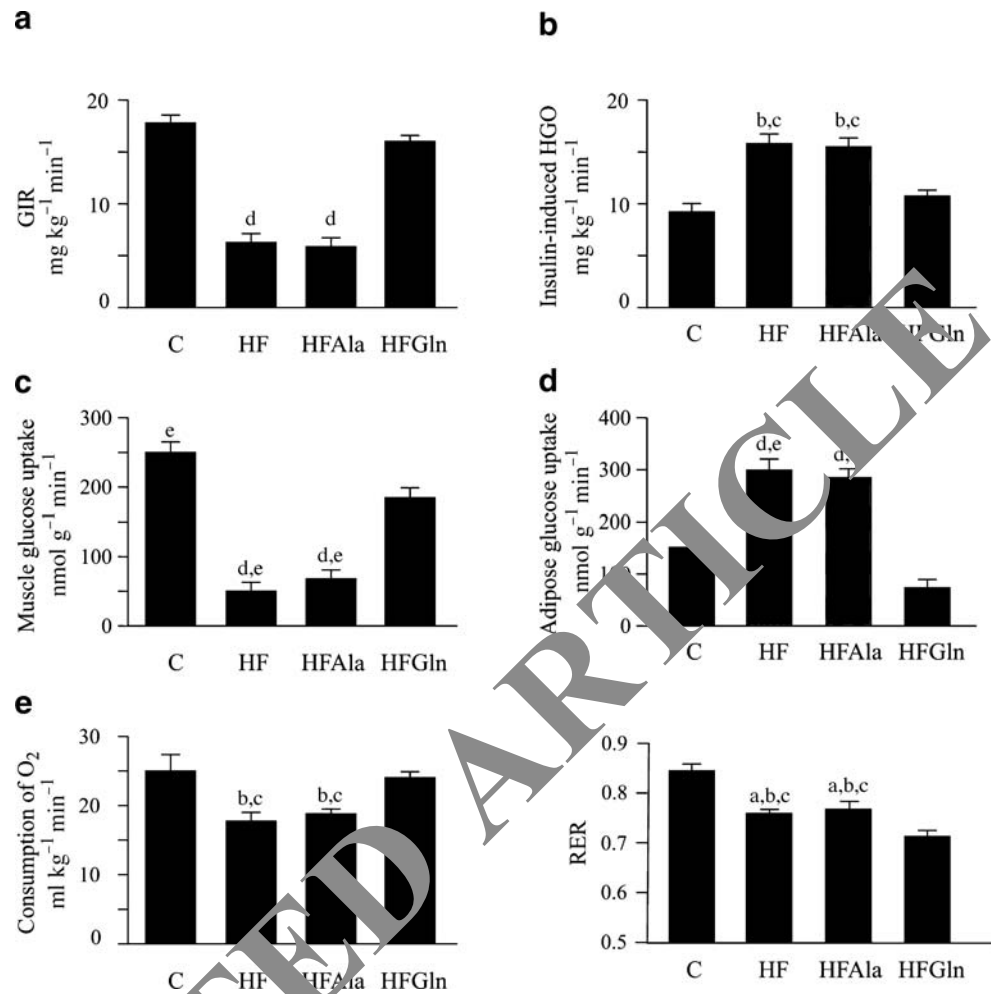 a
b
GIR
mg kg⁻¹ min⁻¹
20
10
0
d
d
C HF HFAla HFGln
Insulin-induced HGO
mg kg⁻¹ min⁻¹
20
10
0
b,c
b,c
C HF HFAla
c
d
Muscle glucose uptake
nmol g⁻¹ min⁻¹
300
200
100
0
e
d,e
d,e
C HF HFAla HFGln
Adipose glucose uptake
nmol g⁻¹ min⁻¹
400
300
200
0
d,e
C HF HFAla HFGln
e
Consumption of O₂
ml kg⁻¹ min⁻¹
30
20
10
0
b,c
b,c
C HF HFAla HFGln
RER
0.9
0.8
0.7
0.6
0.5
a,b,c
a,b,c
C HF HFAla HFGln
TED ARTICLE